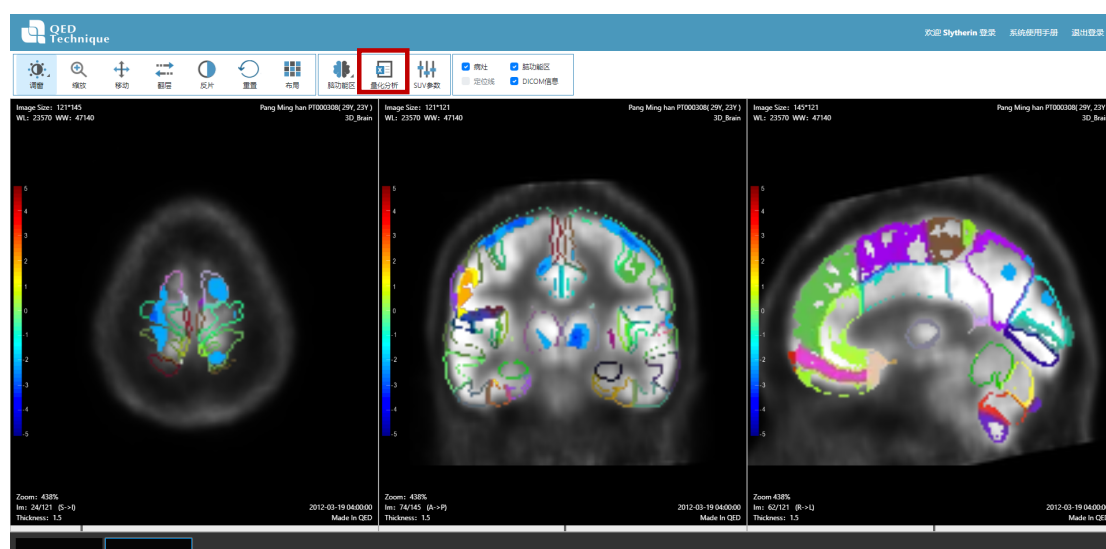 QED
Technique
欢迎 Slytherin 登录 系统使用手册 退出登录
调窗 缩放 移动 翻层 反片 重置 布局 脑功能区 量化分析 SUV参数
病灶 脑功能区
定位线 DICOM信息
Image Size: 121*145
WL: 23570 WW: 47140
Pang Ming han PT000308( 29Y, 23Y )
3D_Brain
5
4
3
2
1
0
-1
-2
-3
-4
-5
Zoom: 438%
Im: 24/121 (S->I)
Thickness: 1.5
2012-03-19 04:00:00
Made In QED
Image Size: 121*121
WL: 23570 WW: 47140
Pang Ming han PT000308( 29Y, 23Y )
3D_Brain
5
4
3
2
1
0
-1
-2
-3
-4
-5
Zoom: 438%
Im: 74/145 (A->P)
Thickness: 1.5
2012-03-19 04:00:00
Made In QED
Image Size: 145*121
WL: 23570 WW: 47140
Pang Ming han PT000308( 29Y, 23Y
3D_Brai
5
4
3
2
1
0
-1
-2
-3
-4
-5
Zoom 438%
Im: 62/121 (R->L)
Thickness: 1.5
2012-03-19 04:00:0
Made In QE